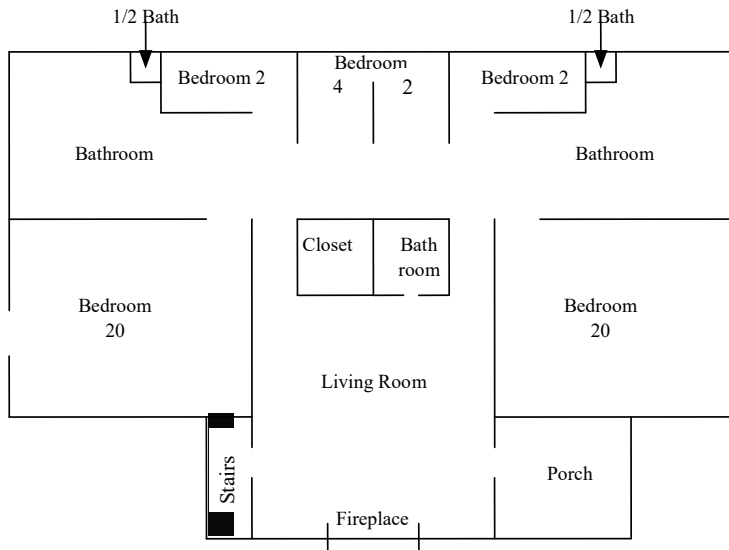 1/2 Bath
1/2 Bath
Bedroom 2
Bedroom
4 2
Bedroom 2
Bathroom
Bathroom
Closet
Bath
room
Bedroom
20
Bedroom
20
Living Room
Stairs
Porch
Fireplace